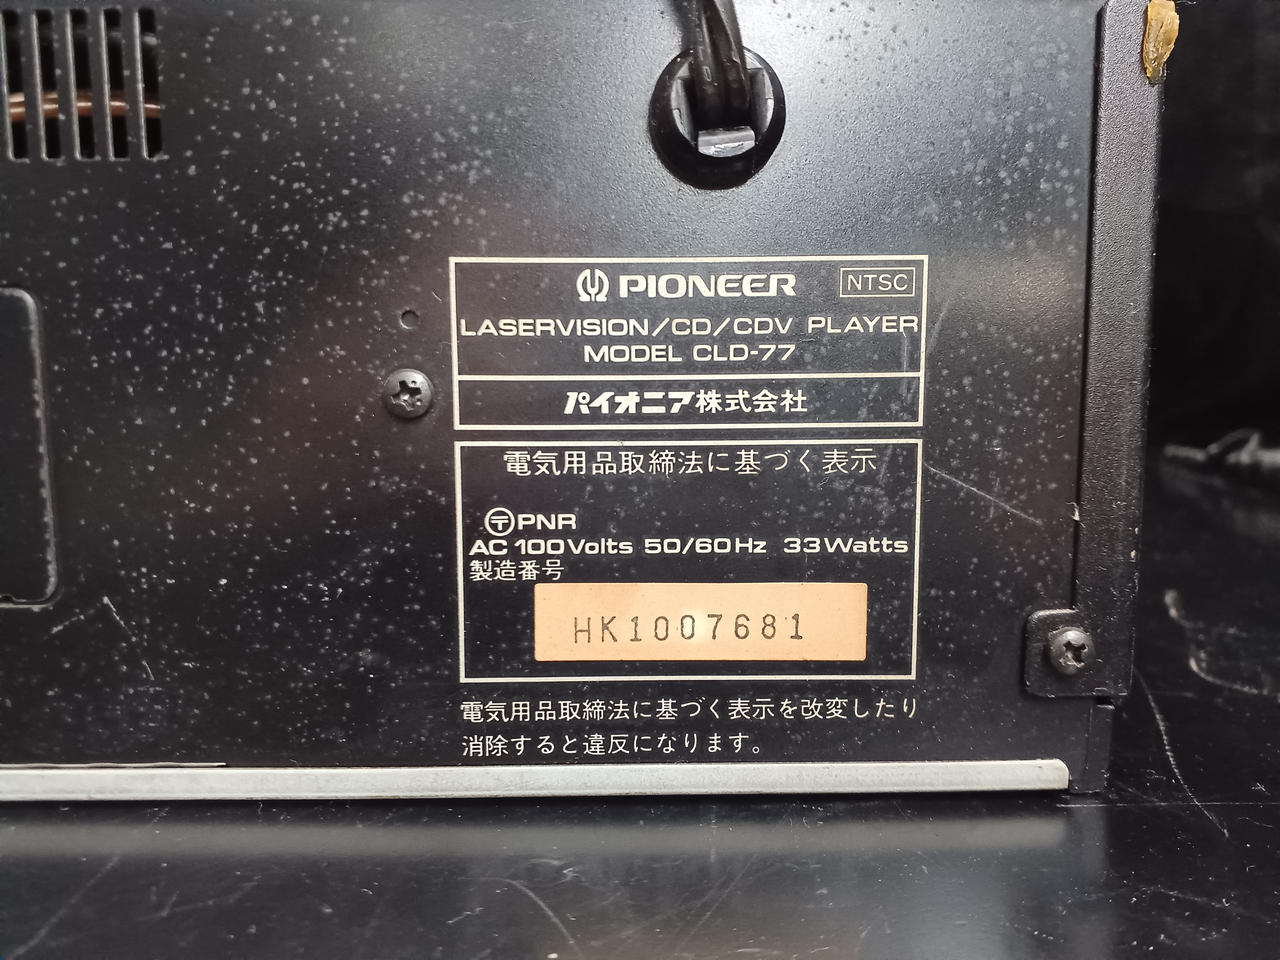 PIONEER NTSC
LASERVISION/CD/CDV PLAYER
MODEL CLD-77
パイオニア株式会社
電気用品取締法に基づく表示
〒PNR
AC 100Volts 50/60Hz 33Watts
製造番号
HK1007681
電気用品取締法に基づく表示を改変したり
消除すると違反になります。